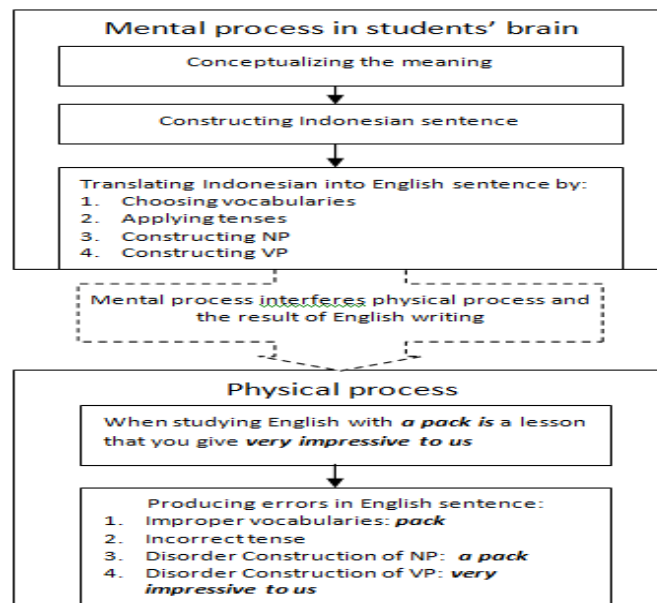 Mental process in students’ brain
Conceptualizing the meaning
Constructing Indonesian sentence
Translating Indonesian into English sentence by:
1. Choosing vocabularies
2. Applying tenses
3. Constructing NP
4. Constructing VP
Mental process interferes physical process and
the result of English writing
Physical process
When studying English with a pack is a lesson
that you give very impressive to us
Producing errors in English sentence:
1. Improper vocabularies: pack
2. Incorrect tense
3. Disorder Construction of NP: a pack
4. Disorder Construction of VP: very
impressive to us